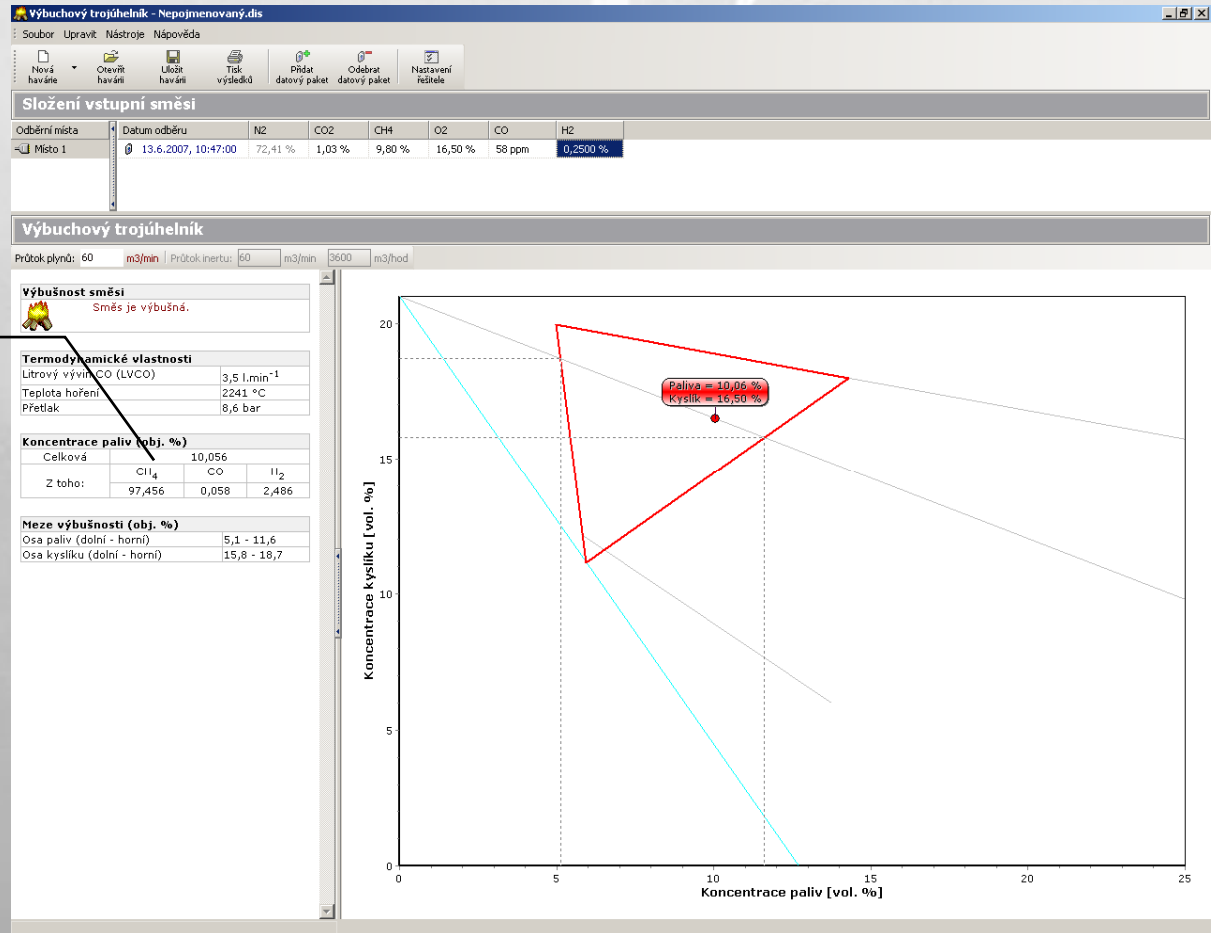 Výbuchový trojúhelník - Nepojmenovaný.dis
Soubor Upravit Nástroje Nápověda
Nová havárie
Otevřít havárii
Uložit havárii
Tisk výsledků
Přidat datový paket
Odebrat datový paket
Nastavení řešitele
Složení vstupní směsi
Odběrní místa Datum odběru N2 CO2 CH4 O2 CO H2
Místo 1 13.6.2007, 10:47:00 72,41 % 1,03 % 9,80 % 16,50 % 58 ppm 0,2500 %
Výbuchový trojúhelník
Průtok plynů: 60 m3/min Průtok inertu: 60 m3/min 3600 m3/hod
Výbušnost směsi
Směs je výbušná.
Termodynamické vlastnosti
Litrový vývin CO (LVCO) 3,5 l.min⁻¹
Teplota hoření 2241 °C
Přetlak 8,6 bar
Koncentrace paliv (obj. %)
Celková 10,056
Z toho: CH₄ CO H₂
97,456 0,058 2,486
Meze výbušnosti (obj. %)
Osa paliv (dolní - horní) 5,1 - 11,6
Osa kyslíku (dolní - horní) 15,8 - 18,7
Paliva = 10,06 %
Kyslík = 16,50 %
Koncentrace kyslíku [vol. %]
20
15
10
5
0
0 5 10 15 20 25
Koncentrace paliv [vol. %]